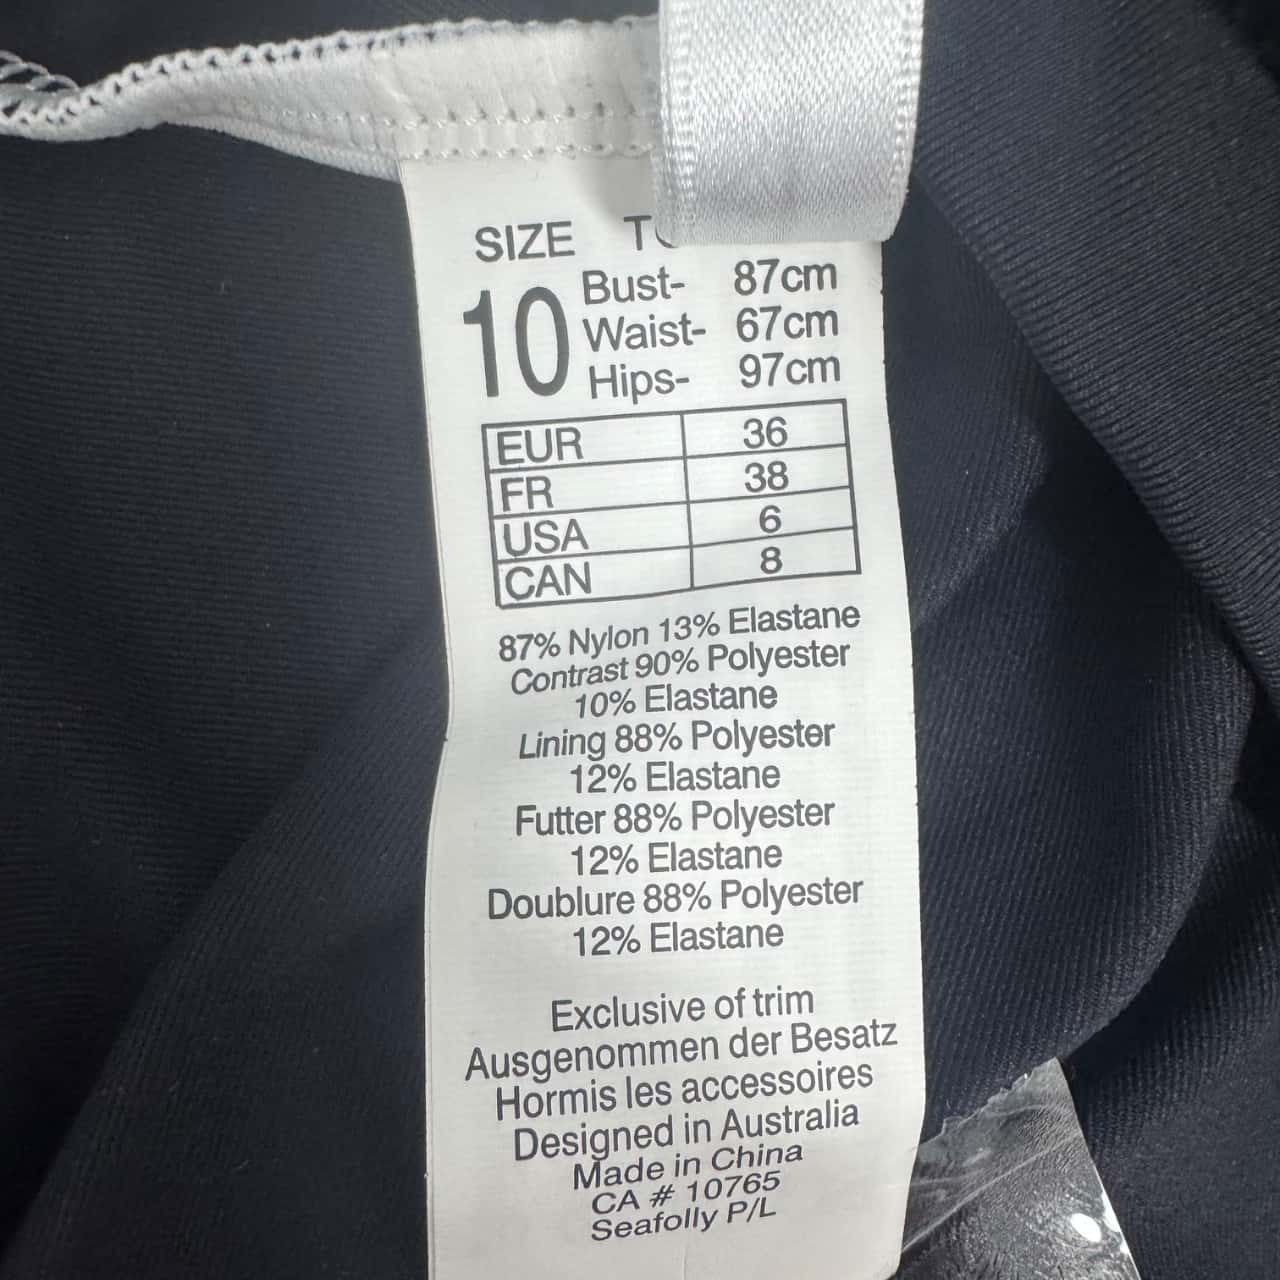 SIZE
10
Bust- 87cm
Waist- 67cm
Hips- 97cm
EUR 36
FR 38
USA 6
CAN 8
87% Nylon 13% Elastane
Contrast 90% Polyester
10% Elastane
Lining 88% Polyester
12% Elastane
Futter 88% Polyester
12% Elastane
Doublure 88% Polyester
12% Elastane
Exclusive of trim
Ausgenommen der Besatz
Hormis les accessoires
Designed in Australia
Made in China
CA # 10765
Seafolly P/L